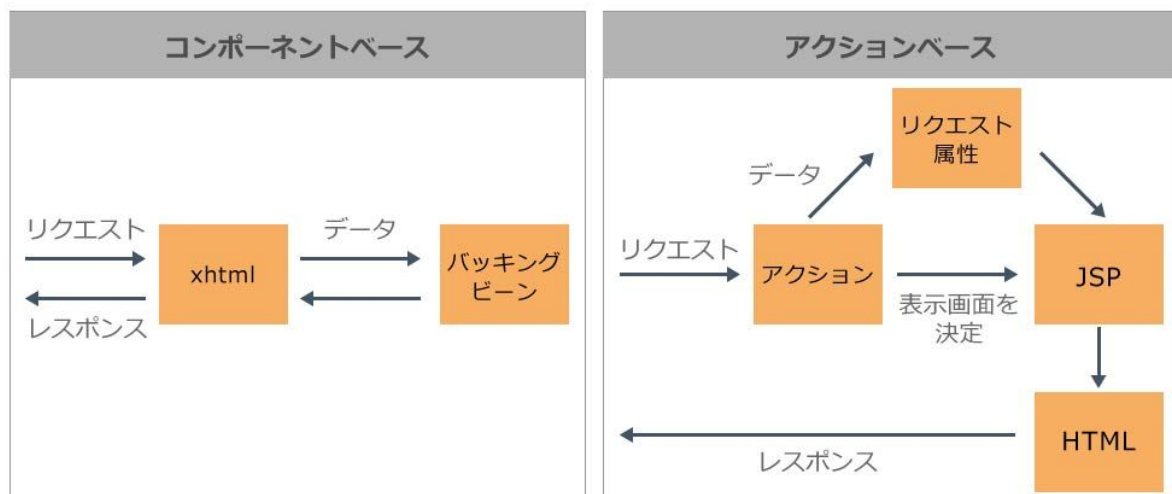 コンポーネントベース
リクエスト
xhtml
データ
バッキング
ビーン
レスポンス
アクションベース
リクエスト
アクション
データ
リクエスト
属性
表示画面を
決定
JSP
HTML
レスポンス